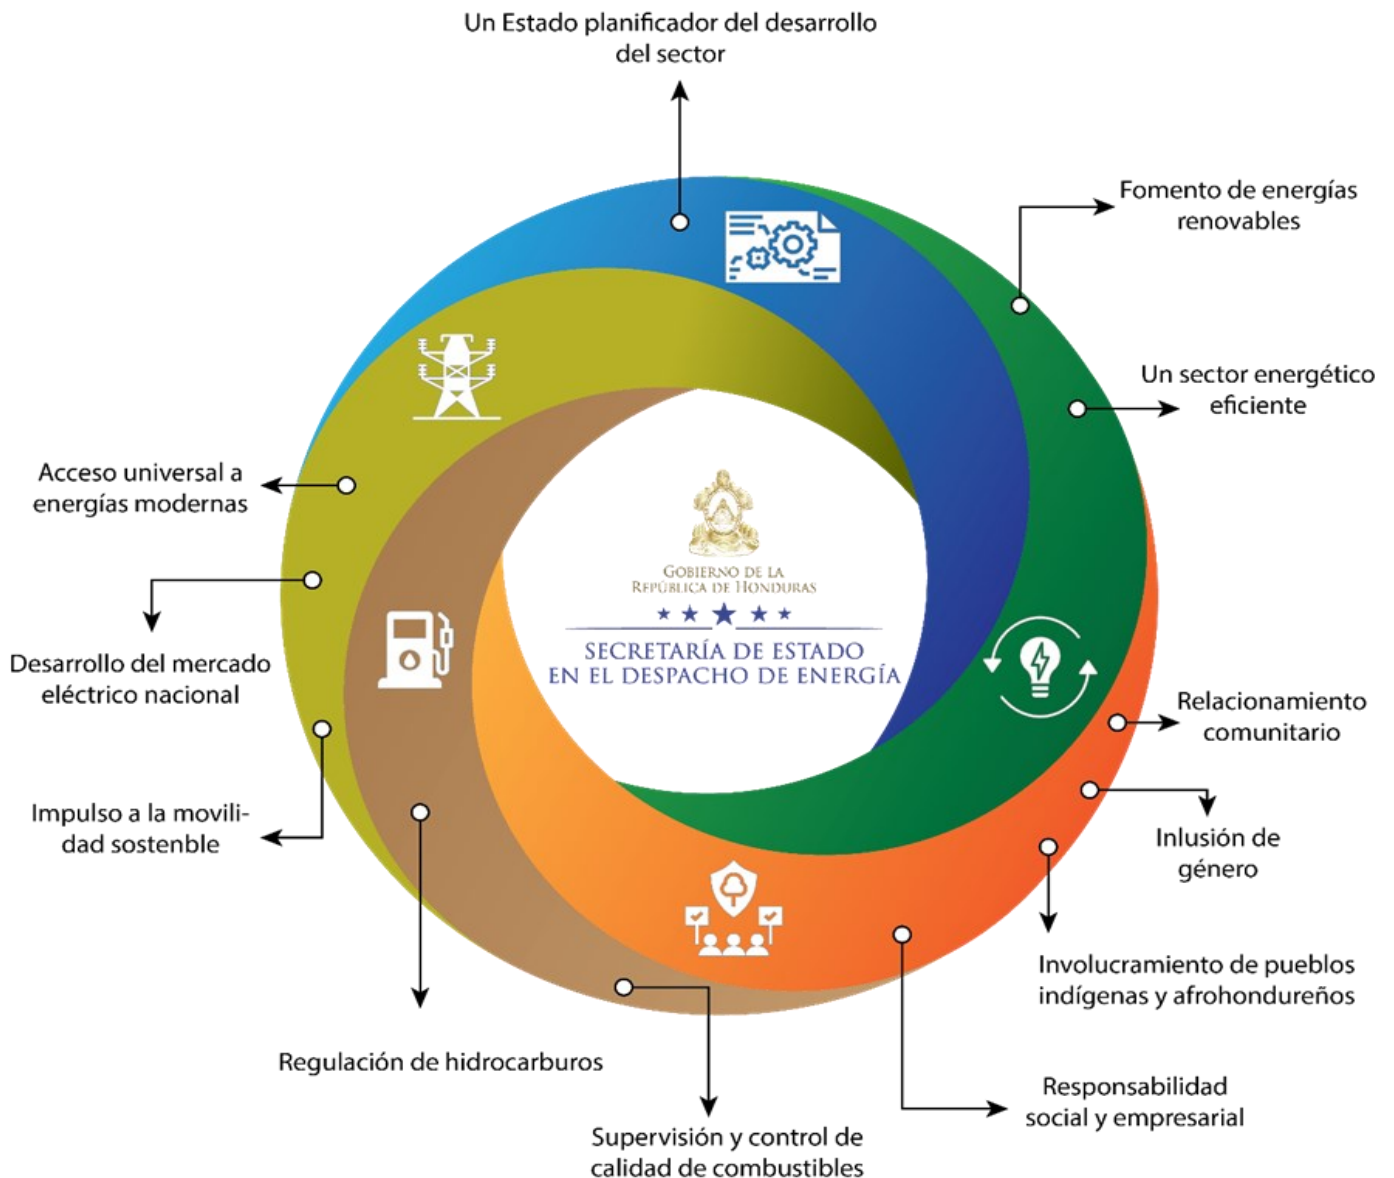 Un Estado planificador del desarrollo
del sector
Fomento de energías
renovables
Un sector energético
eficiente
Acceso universal a
energías modernas
GOBIERNO DE LA
REPÚBLICA DE HONDURAS
SECRETARÍA DE ESTADO
EN EL DESPACHO DE ENERGÍA
Desarrollo del mercado
eléctrico nacional
Relacionamiento
comunitario
Impulso a la movili-
dad sostenble
Inlusión de
género
Involucramiento de pueblos
indígenas y afrohondureños
Regulación de hidrocarburos
Responsabilidad
social y empresarial
Supervisión y control de
calidad de combustibles